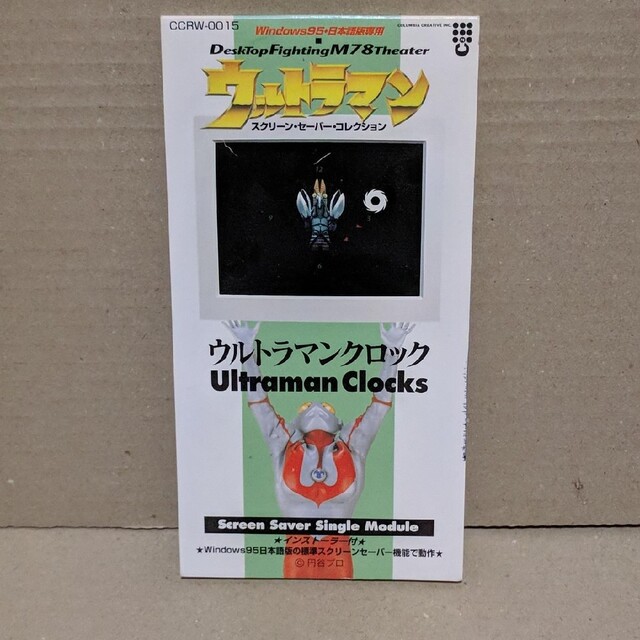 CCRW-0015
Windows95・日本語版専用
COLUMBIA CREATIVE INC.
DeskTopFightingM78Theater
ウルトラマン
スクリーン・セーバー・コレクション
12
ウルトラマンクロック
Ultraman Clocks
Screen Saver Single Module
★インストーラー付★
★Windows95日本語版の標準スクリーンセーバー機能で動作★
© 円谷プロ